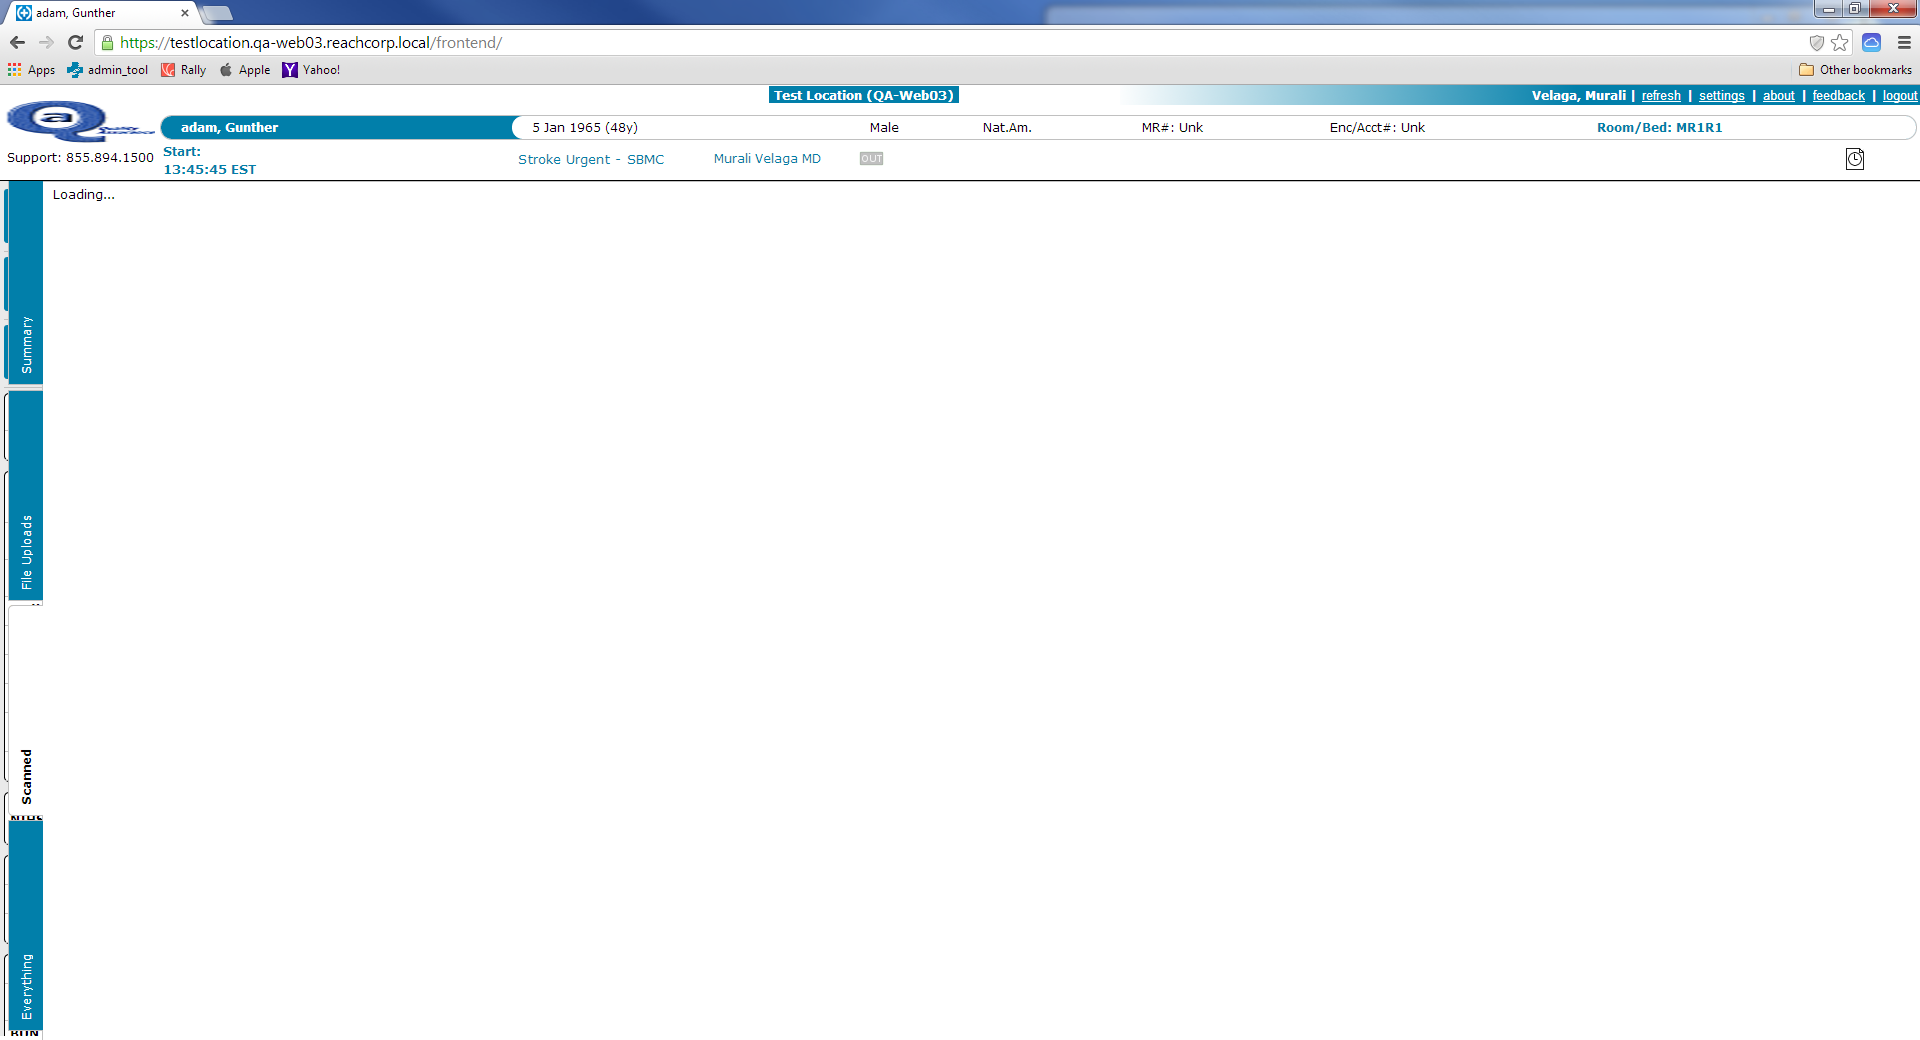 adam, Gunther
https://testlocation.qa-web03.reachcorp.local/frontend/
Apps admin_tool Rally Apple Yahoo! Other bookmarks
Test Location (QA-Web03) Velaga, Murali | refresh | settings | about | feedback | logout
Qa
adam, Gunther 5 Jan 1965 (48y) Male Nat.Am. MR#: Unk Enc/Acct#: Unk Room/Bed: MR1R1
Support: 855.894.1500 Start:
13:45:45 EST
Stroke Urgent - SBMC Murali Velaga MD OUT
Loading...
Summary
File Uploads
Scanned
Everything